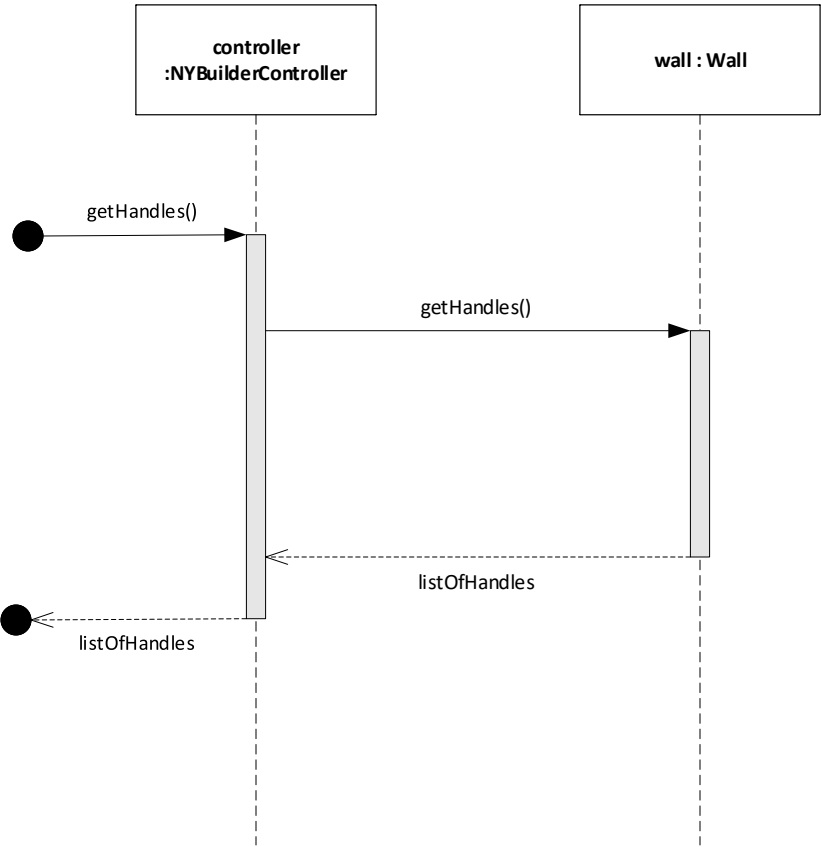 controller
:NYBuilderController
wall : Wall
getHandles()
getHandles()
listOfHandles
listOfHandles